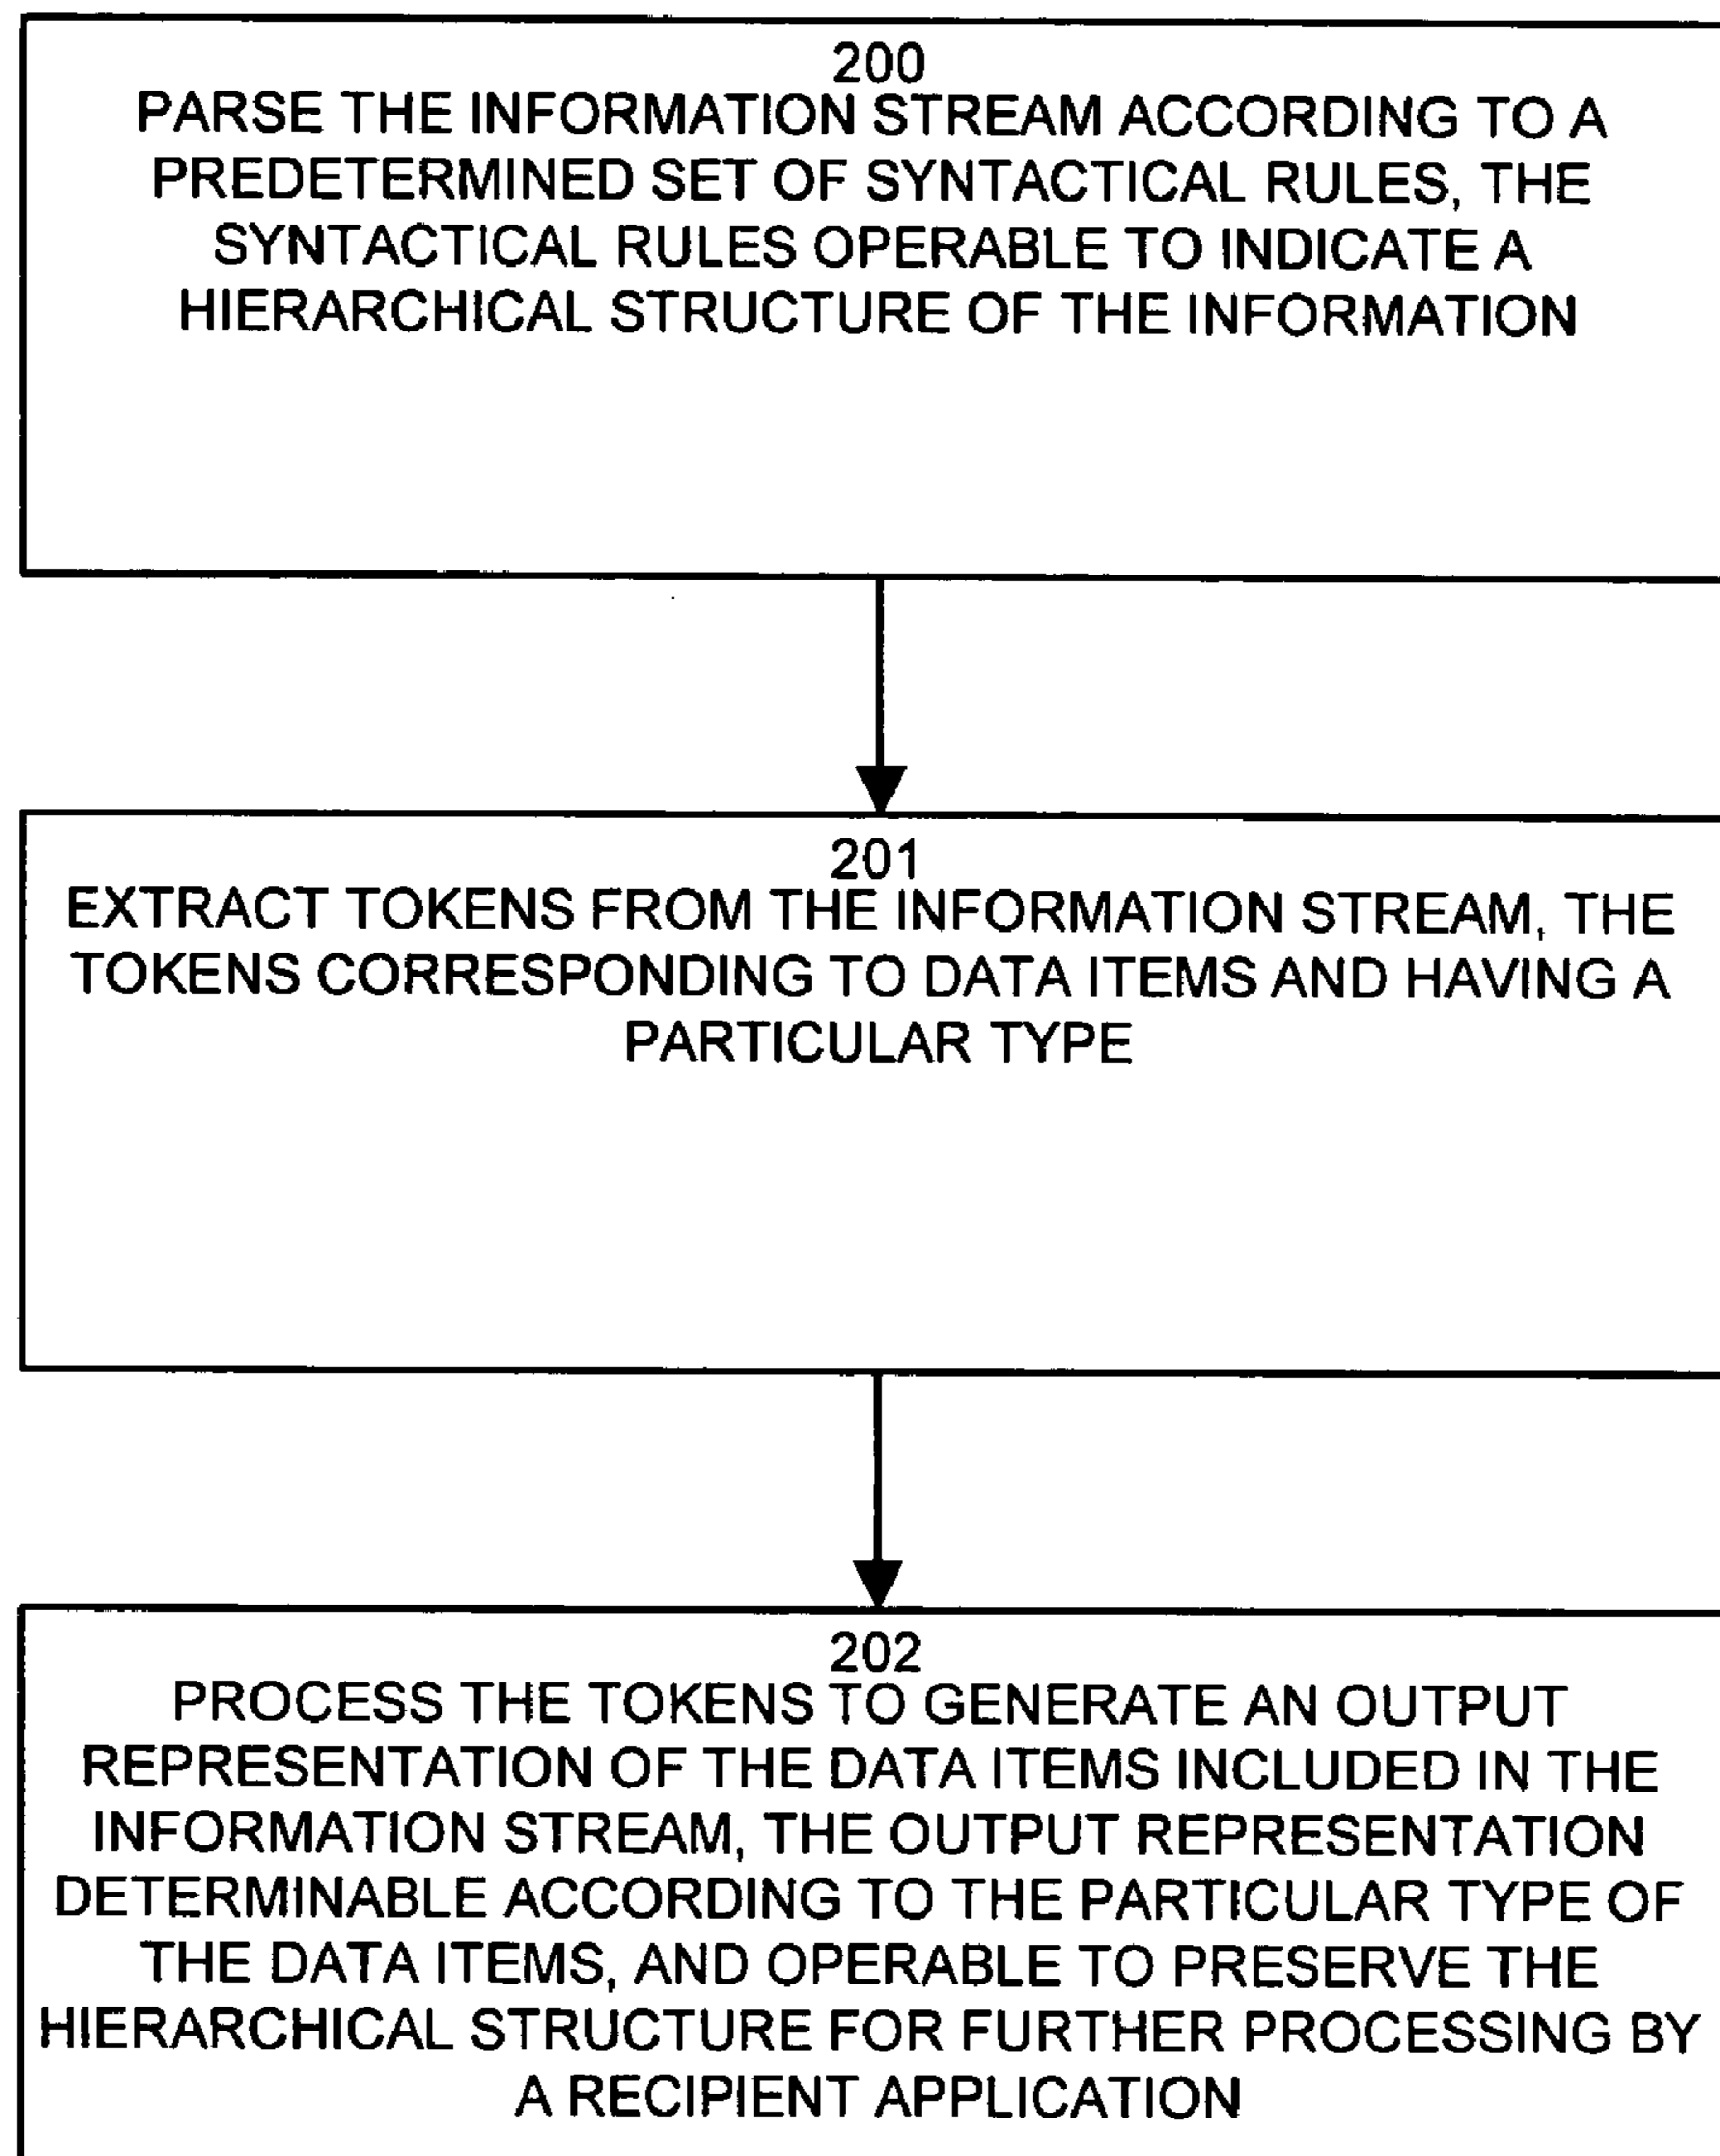 200
PARSE THE INFORMATION STREAM ACCORDING TO A
PREDETERMINED SET OF SYNTACTICAL RULES, THE
SYNTACTICAL RULES OPERABLE TO INDICATE A
HIERARCHICAL STRUCTURE OF THE INFORMATION
201
EXTRACT TOKENS FROM THE INFORMATION STREAM, THE
TOKENS CORRESPONDING TO DATA ITEMS AND HAVING A
PARTICULAR TYPE
202
PROCESS THE TOKENS TO GENERATE AN OUTPUT
REPRESENTATION OF THE DATA ITEMS INCLUDED IN THE
INFORMATION STREAM, THE OUTPUT REPRESENTATION
DETERMINABLE ACCORDING TO THE PARTICULAR TYPE OF
THE DATA ITEMS, AND OPERABLE TO PRESERVE THE
HIERARCHICAL STRUCTURE FOR FURTHER PROCESSING BY
A RECIPIENT APPLICATION